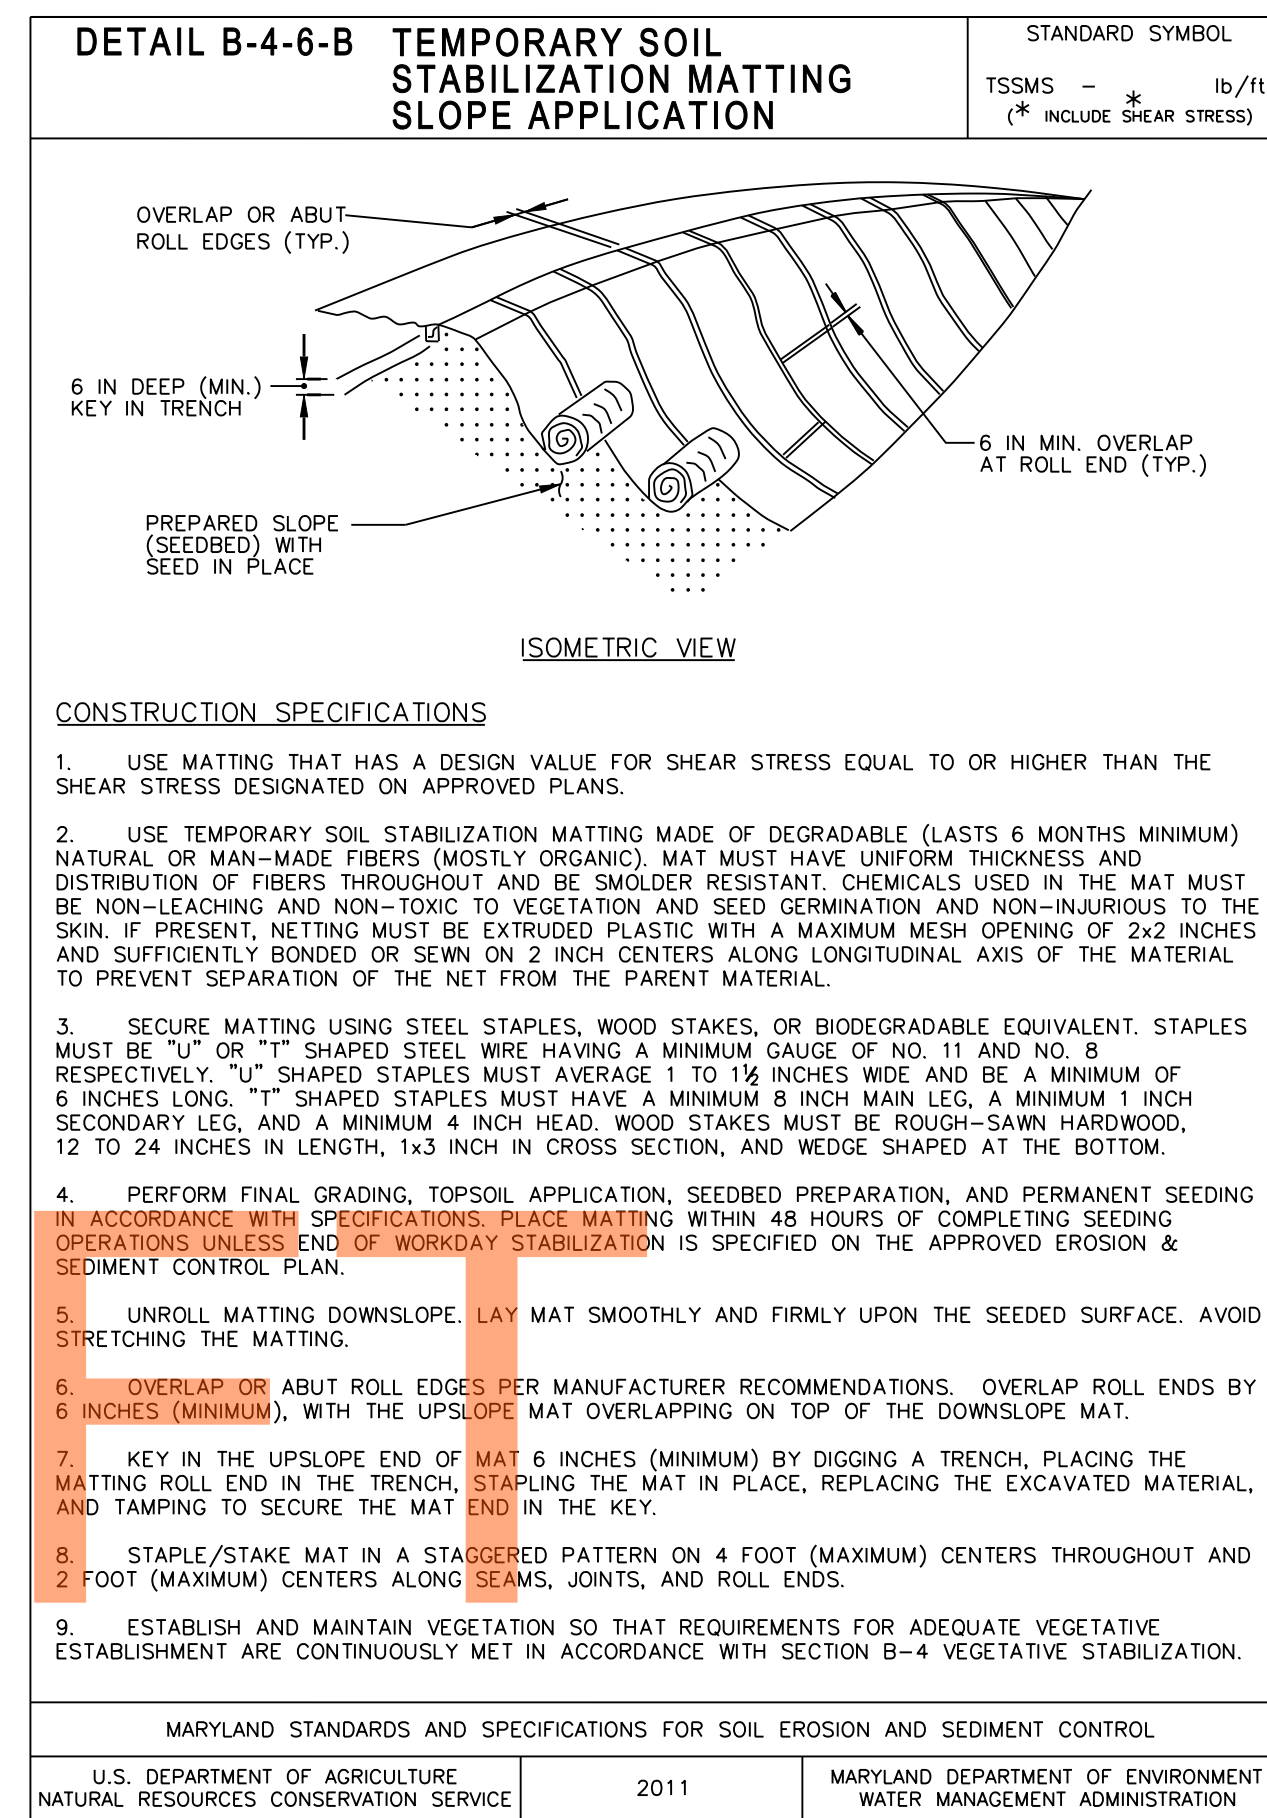 DETAIL B-4-6-B TEMPORARY SOIL
STABILIZATION MATTING
SLOPE APPLICATION
STANDARD SYMBOL
TSSMS - * lb/ft
(* INCLUDE SHEAR STRESS)
OVERLAP OR ABUT
ROLL EDGES (TYP.)
6 IN DEEP (MIN.)
KEY IN TRENCH
6 IN MIN. OVERLAP
AT ROLL END (TYP.)
PREPARED SLOPE
(SEEDBED) WITH
SEED IN PLACE
ISOMETRIC VIEW
CONSTRUCTION SPECIFICATIONS
1. USE MATTING THAT HAS A DESIGN VALUE FOR SHEAR STRESS EQUAL TO OR HIGHER THAN THE
SHEAR STRESS DESIGNATED ON APPROVED PLANS.
2. USE TEMPORARY SOIL STABILIZATION MATTING MADE OF DEGRADABLE (LASTS 6 MONTHS MINIMUM)
NATURAL OR MAN-MADE FIBERS (MOSTLY ORGANIC). MAT MUST HAVE UNIFORM THICKNESS AND
DISTRIBUTION OF FIBERS THROUGHOUT AND BE SMOLDER RESISTANT. CHEMICALS USED IN THE MAT MUST
BE NON-LEACHING AND NON-TOXIC TO VEGETATION AND SEED GERMINATION AND NON-INJURIOUS TO THE
SKIN. IF PRESENT, NETTING MUST BE EXTRUDED PLASTIC WITH A MAXIMUM MESH OPENING OF 2x2 INCHES
AND SUFFICIENTLY BONDED OR SEWN ON 2 INCH CENTERS ALONG LONGITUDINAL AXIS OF THE MATERIAL
TO PREVENT SEPARATION OF THE NET FROM THE PARENT MATERIAL.
3. SECURE MATTING USING STEEL STAPLES, WOOD STAKES, OR BIODEGRADABLE EQUIVALENT. STAPLES
MUST BE "U" OR "T" SHAPED STEEL WIRE HAVING A MINIMUM GAUGE OF NO. 11 AND NO. 8
RESPECTIVELY. "U" SHAPED STAPLES MUST AVERAGE 1 TO 1½ INCHES WIDE AND BE A MINIMUM OF
6 INCHES LONG. "T" SHAPED STAPLES MUST HAVE A MINIMUM 8 INCH MAIN LEG, A MINIMUM 1 INCH
SECONDARY LEG, AND A MINIMUM 4 INCH HEAD. WOOD STAKES MUST BE ROUGH-SAWN HARDWOOD,
12 TO 24 INCHES IN LENGTH, 1x3 INCH IN CROSS SECTION, AND WEDGE SHAPED AT THE BOTTOM.
4. PERFORM FINAL GRADING, TOPSOIL APPLICATION, SEEDBED PREPARATION, AND PERMANENT SEEDING
IN ACCORDANCE WITH SPECIFICATIONS. PLACE MATTING WITHIN 48 HOURS OF COMPLETING SEEDING
OPERATIONS UNLESS END OF WORKDAY STABILIZATION IS SPECIFIED ON THE APPROVED EROSION &
SEDIMENT CONTROL PLAN.
5. UNROLL MATTING DOWNSLOPE. LAY MAT SMOOTHLY AND FIRMLY UPON THE SEEDED SURFACE. AVOID
STRETCHING THE MATTING.
6. OVERLAP OR ABUT ROLL EDGES PER MANUFACTURER RECOMMENDATIONS. OVERLAP ROLL ENDS BY
6 INCHES (MINIMUM), WITH THE UPSLOPE MAT OVERLAPPING ON TOP OF THE DOWNSLOPE MAT.
7. KEY IN THE UPSLOPE END OF MAT 6 INCHES (MINIMUM) BY DIGGING A TRENCH, PLACING THE
MATTING ROLL END IN THE TRENCH, STAPLING THE MAT IN PLACE, REPLACING THE EXCAVATED MATERIAL,
AND TAMPING TO SECURE THE MAT END IN THE KEY.
8. STAPLE/STAKE MAT IN A STAGGERED PATTERN ON 4 FOOT (MAXIMUM) CENTERS THROUGHOUT AND
2 FOOT (MAXIMUM) CENTERS ALONG SEAMS, JOINTS, AND ROLL ENDS.
9. ESTABLISH AND MAINTAIN VEGETATION SO THAT REQUIREMENTS FOR ADEQUATE VEGETATIVE
ESTABLISHMENT ARE CONTINUOUSLY MET IN ACCORDANCE WITH SECTION B-4 VEGETATIVE STABILIZATION.
FT
MARYLAND STANDARDS AND SPECIFICATIONS FOR SOIL EROSION AND SEDIMENT CONTROL
U.S. DEPARTMENT OF AGRICULTURE
NATURAL RESOURCES CONSERVATION SERVICE
2011
MARYLAND DEPARTMENT OF ENVIRONMENT
WATER MANAGEMENT ADMINISTRATION